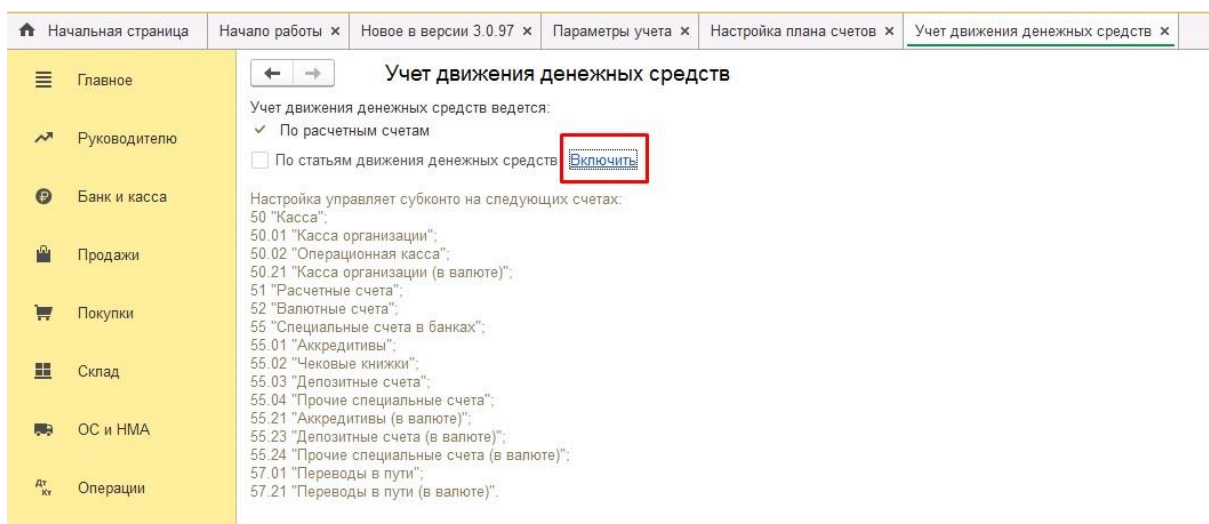 Начальная страница
Начало работы ×
Новое в версии 3.0.97 ×
Параметры учета ×
Настройка плана счетов ×
Учет движения денежных средств ×
Главное
Руководителю
Банк и касса
Продажи
Покупки
Склад
ОС и НМА
Дт Кт Операции
Учет движения денежных средств
Учет движения денежных средств ведется:
По расчетным счетам
По статьям движения денежных средств Включить
Настройка управляет субконто на следующих счетах:
50 "Касса";
50.01 "Касса организации";
50.02 "Операционная касса";
50.21 "Касса организации (в валюте)";
51 "Расчетные счета";
52 "Валютные счета";
55 "Специальные счета в банках";
55.01 "Аккредитивы";
55.02 "Чековые книжки";
55.03 "Депозитные счета";
55.04 "Прочие специальные счета";
55.21 "Аккредитивы (в валюте)";
55.23 "Депозитные счета (в валюте)";
55.24 "Прочие специальные счета (в валюте)";
57.01 "Переводы в пути";
57.21 "Переводы в пути (в валюте)".